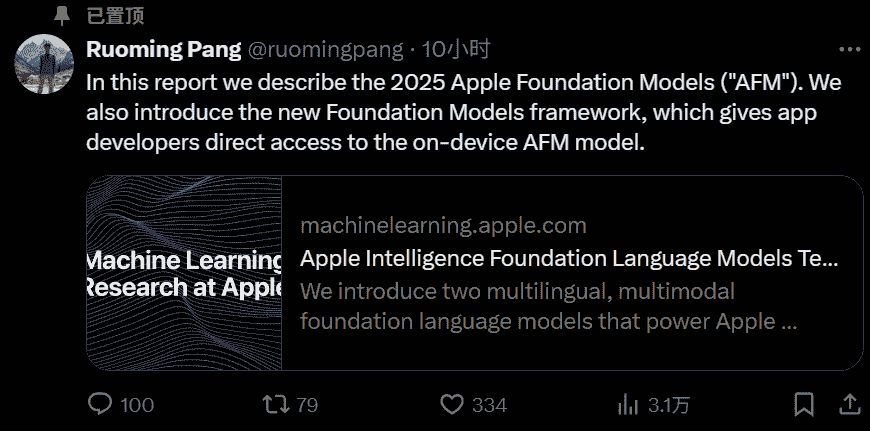 已置顶
Ruoming Pang @ruomingpang · 10小时
In this report we describe the 2025 Apple Foundation Models ("AFM"). We
also introduce the new Foundation Models framework, which gives app
developers direct access to the on-device AFM model.
Machine Learning
Research at Apple
machinelearning.apple.com
Apple Intelligence Foundation Language Models Te...
We introduce two multilingual, multimodal
foundation language models that power Apple ...
100 79 334 3.1万